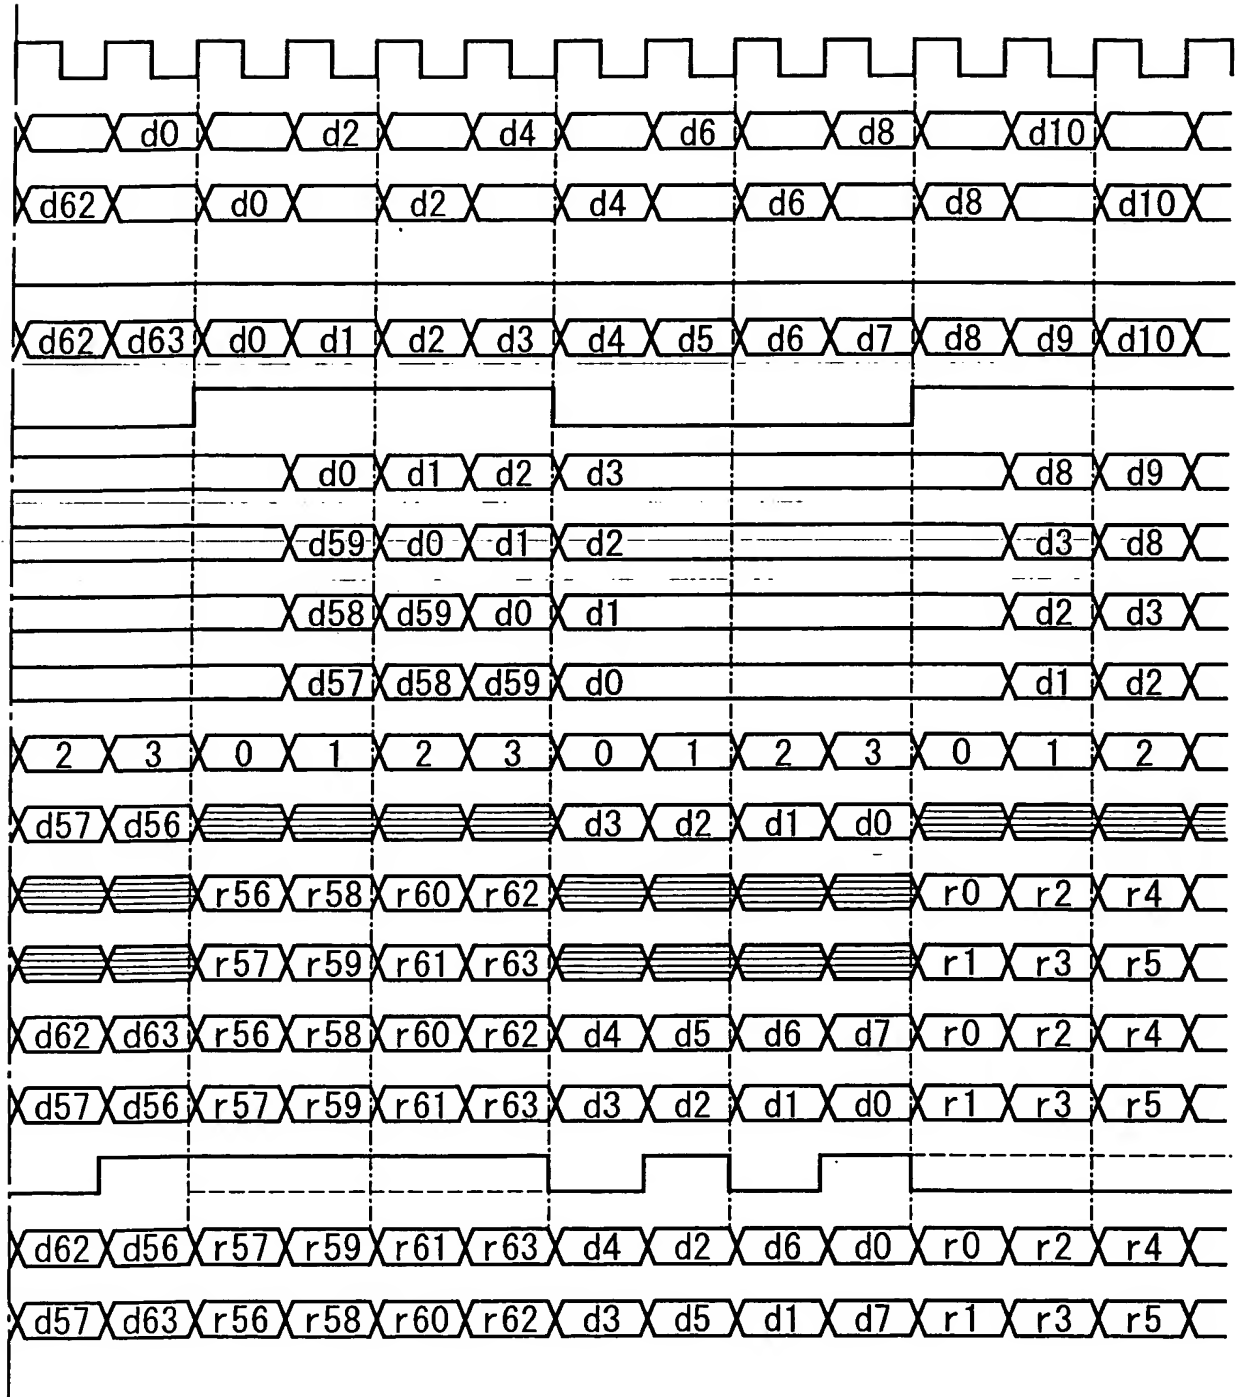 d0 d2 d4 d6 d8 d10
d62 d0 d2 d4 d6 d8 d10
d62 d63 d0 d1 d2 d3 d4 d5 d6 d7 d8 d9 d10
d0 d1 d2 d3 d8 d9
d59 d0 d1 d2 d3 d8
d58 d59 d0 d1 d2 d3
d57 d58 d59 d0 d1 d2
2 3 0 1 2 3 0 1 2 3 0 1 2
d57 d56 d3 d2 d1 d0
r56 r58 r60 r62 r0 r2 r4
r57 r59 r61 r63 r1 r3 r5
d62 d63 r56 r58 r60 r62 d4 d5 d6 d7 r0 r2 r4
d57 d56 r57 r59 r61 r63 d3 d2 d1 d0 r1 r3 r5
d62 d56 r57 r59 r61 r63 d4 d2 d6 d0 r0 r2 r4
d57 d63 r56 r58 r60 r62 d3 d5 d1 d7 r1 r3 r5